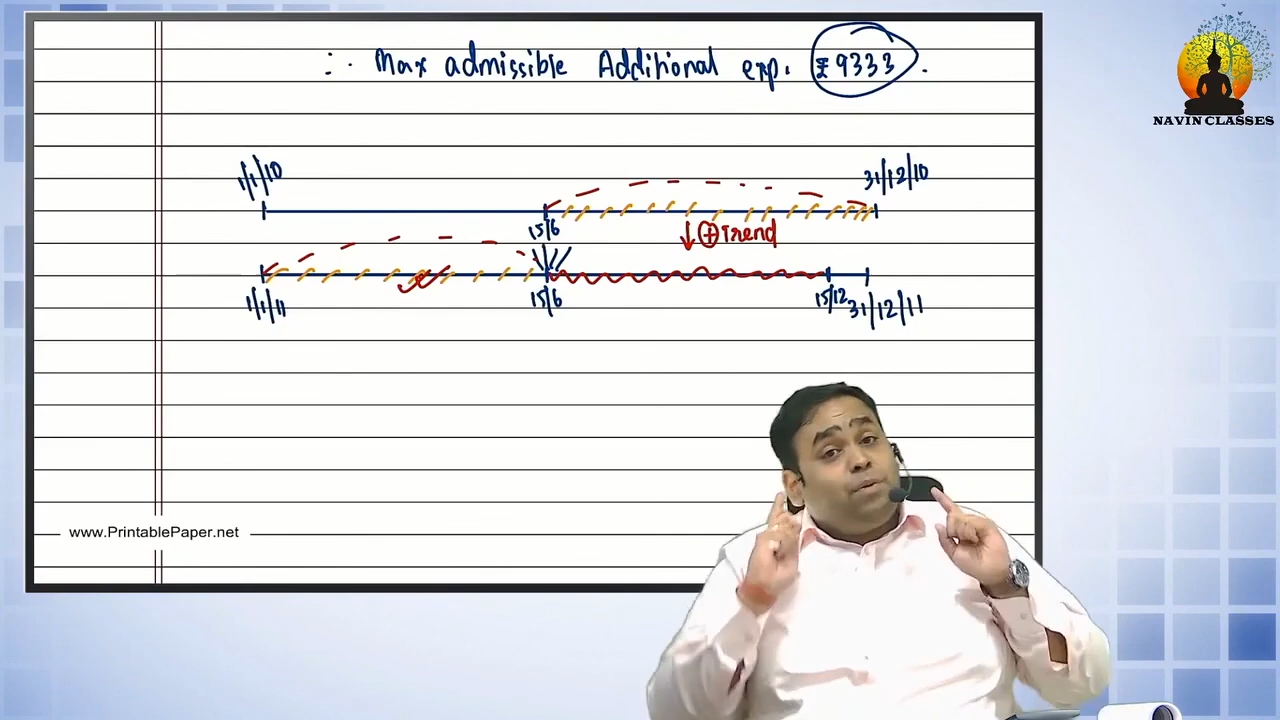 ∴ Max admissible Additional exp. ₹9333.
NAVIN CLASSES
1/1/10
31/12/10
15/6
↓ ⊕ Trend
1/1/11
15/6
15/12
31/12/11
www.PrintablePaper.net